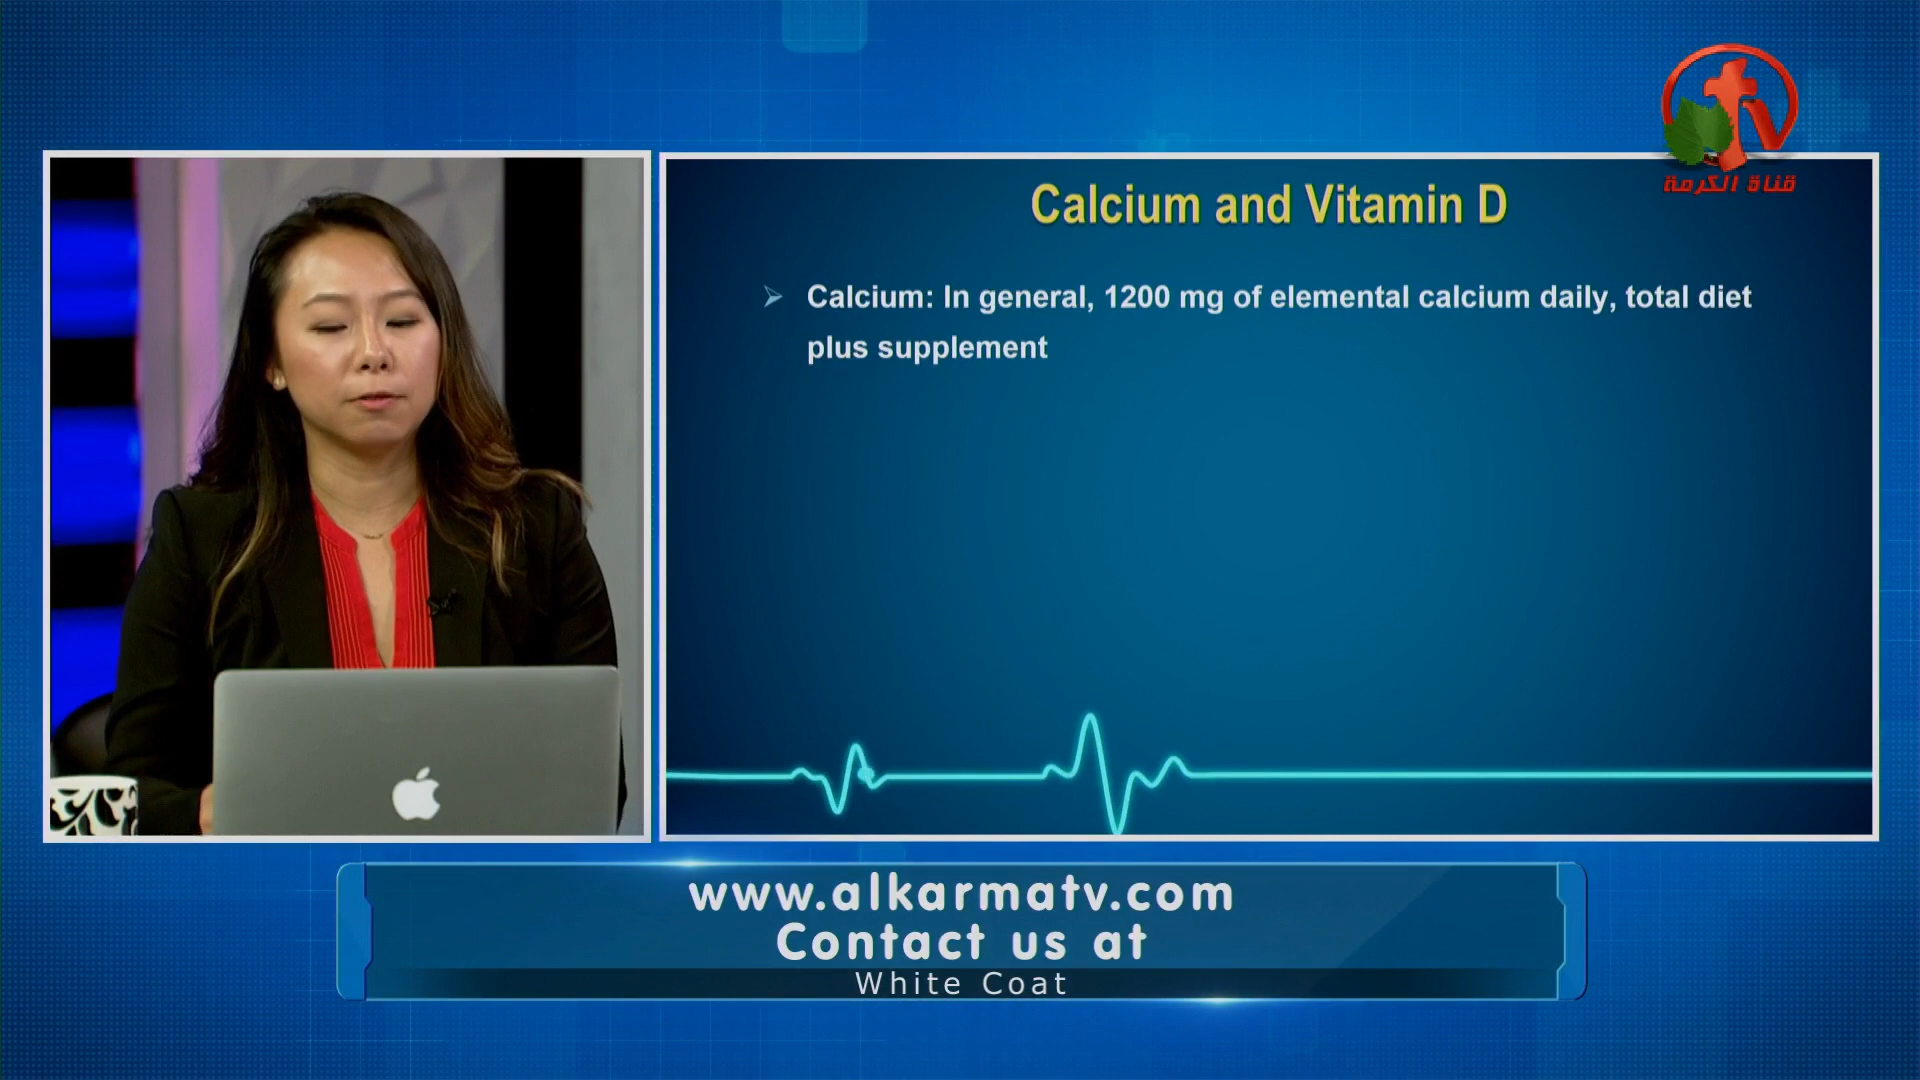 tv
قناة الكرمة
Calcium and Vitamin D
➢ Calcium: In general, 1200 mg of elemental calcium daily, total diet
plus supplement
www.alkarmatv.com
Contact us at
White Coat